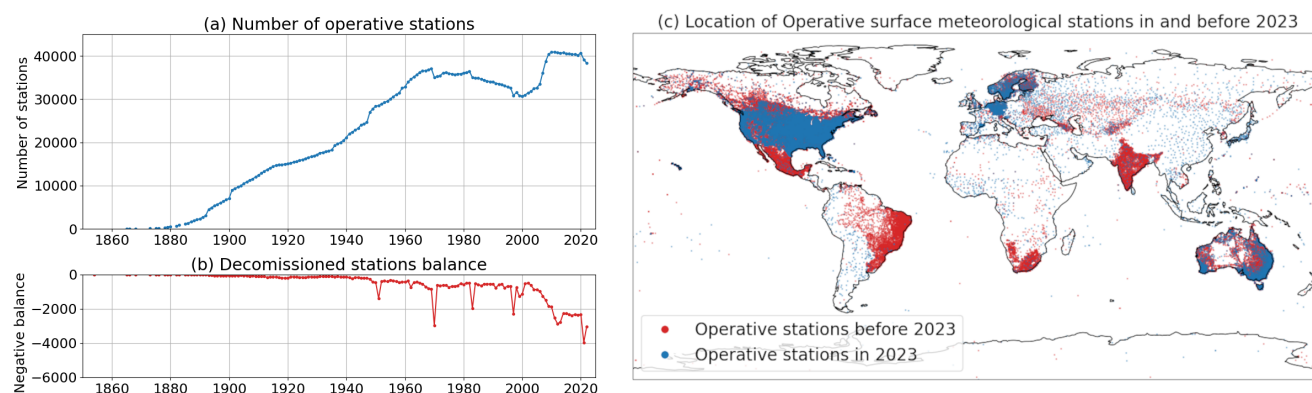 (a) Number of operative stations
Number of stations
40000
30000
20000
10000
0
1860 1880 1900 1920 1940 1960 1980 2000 2020
(b) Decomissioned stations balance
Negative balance
0
−2000
−4000
−6000
1860 1880 1900 1920 1940 1960 1980 2000 2020
(c) Location of Operative surface meteorological stations in and before 2023
Operative stations before 2023
Operative stations in 2023